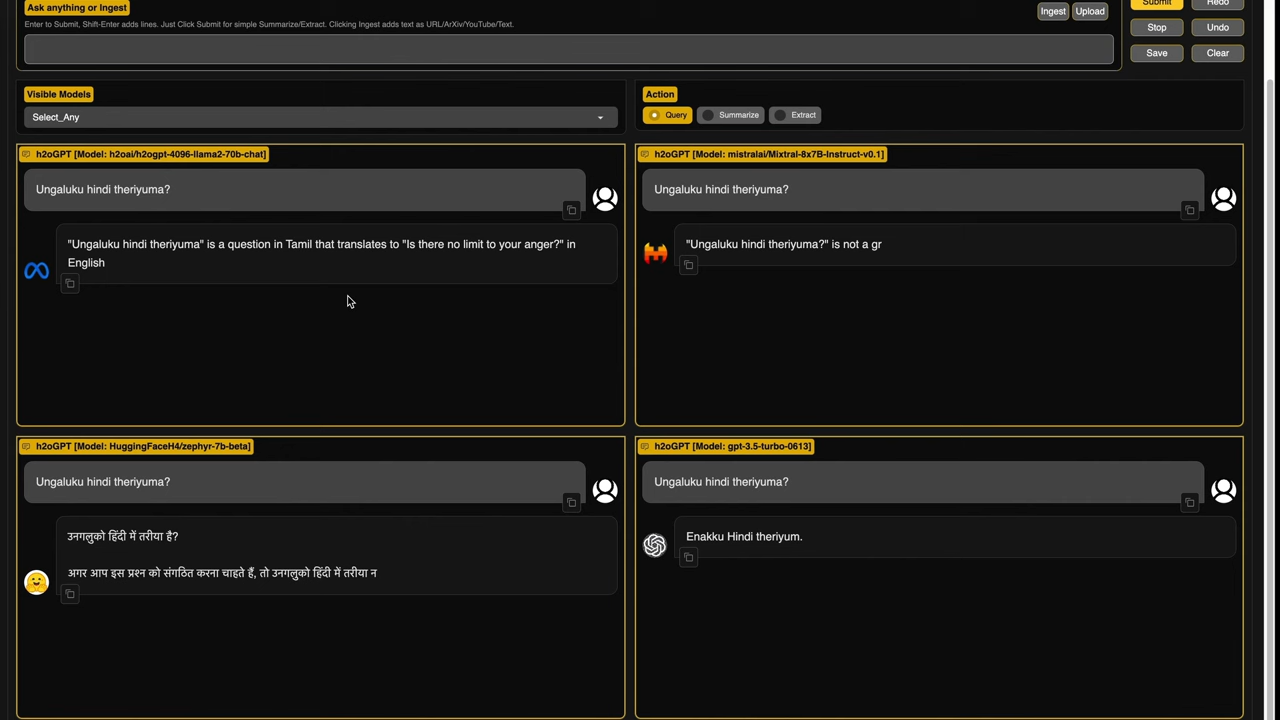 Ask anything or Ingest
Enter to Submit, Shift-Enter adds lines. Just Click Submit for simple Summarize/Extract. Clicking Ingest adds text as URL/ArXiv/YouTube/Text.
Ingest Upload
Submit Redo
Stop Undo
Save Clear
Visible Models
Select_Any
Action
Query Summarize Extract
h2oGPT [Model: h2oai/h2ogpt-4096-llama2-70b-chat]
Ungaluku hindi theriyuma?
"Ungaluku hindi theriyuma" is a question in Tamil that translates to "Is there no limit to your anger?" in
English
h2oGPT [Model: mistralai/Mixtral-8x7B-Instruct-v0.1]
Ungaluku hindi theriyuma?
"Ungaluku hindi theriyuma?" is not a gr
h2oGPT [Model: HuggingFaceH4/zephyr-7b-beta]
Ungaluku hindi theriyuma?
उनगलुको हिंदी में तरीया है?
अगर आप इस प्रश्न को संगठित करना चाहते हैं, तो उनगलुको हिंदी में तरीया न
h2oGPT [Model: gpt-3.5-turbo-0613]
Ungaluku hindi theriyuma?
Enakku Hindi theriyum.